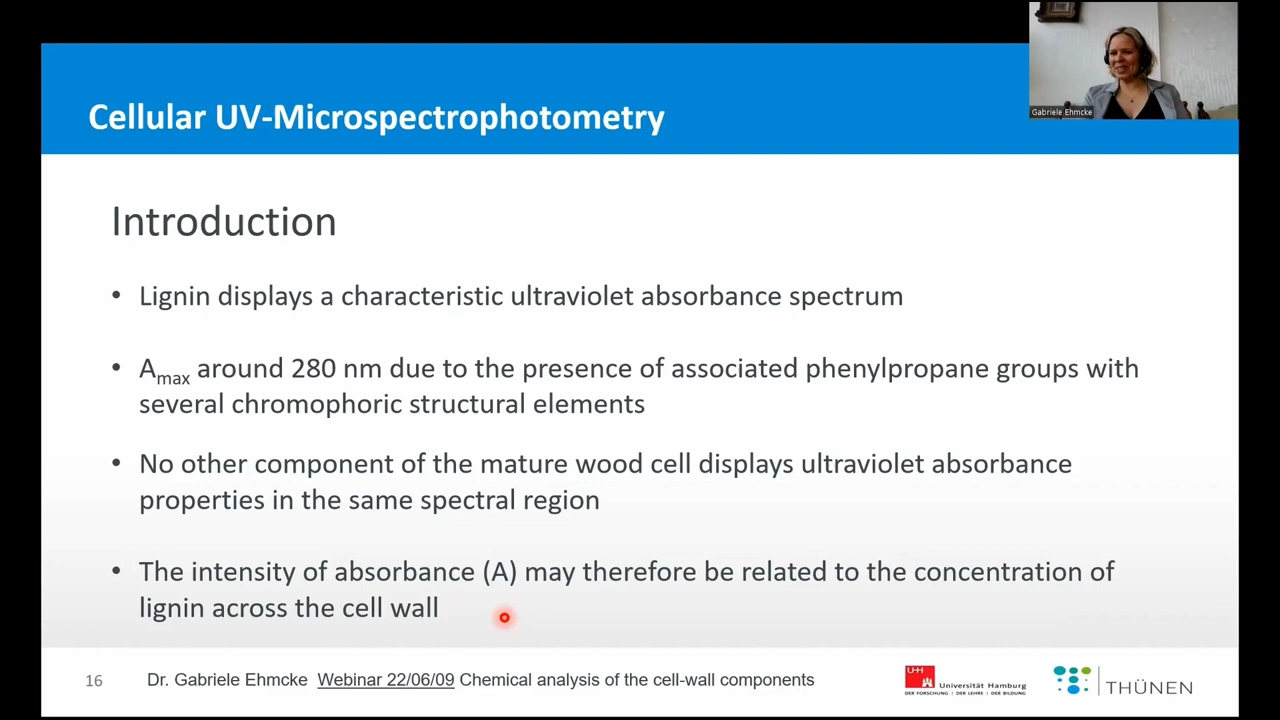 Cellular UV-Microspectrophotometry
Gabriele Ehmcke
Introduction
• Lignin displays a characteristic ultraviolet absorbance spectrum
• Amax around 280 nm due to the presence of associated phenylpropane groups with
several chromophoric structural elements
• No other component of the mature wood cell displays ultraviolet absorbance
properties in the same spectral region
• The intensity of absorbance (A) may therefore be related to the concentration of
lignin across the cell wall
16
Dr. Gabriele Ehmcke Webinar 22/06/09 Chemical analysis of the cell-wall components
UH
Universität Hamburg
DER FORSCHUNG | DER LEHRE | DER BILDUNG
THÜNEN